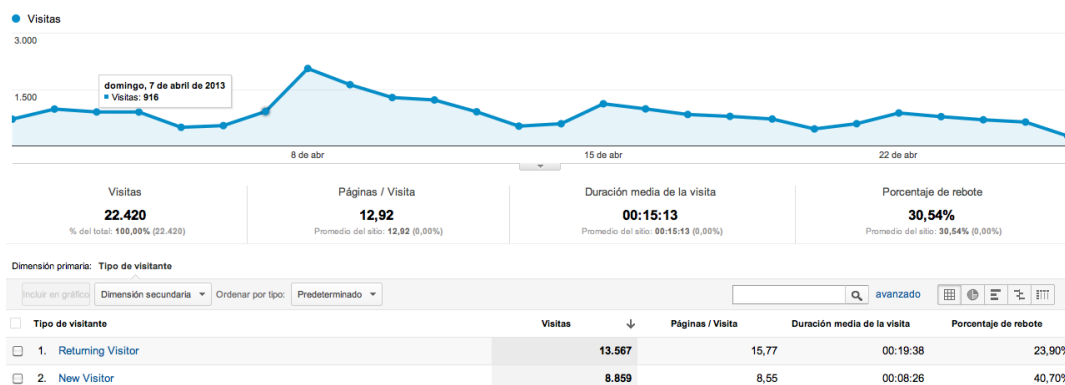 Visitas
3.000
domingo, 7 de abril de 2013
Visitas: 916
1.500
8 de abr
15 de abr
22 de abr
Visitas Páginas / Visita Duración media de la visita Porcentaje de rebote
22.420 12,92 00:15:13 30,54%
% del total: 100,00% (22.420) Promedio del sitio: 12,92 (0,00%) Promedio del sitio: 00:15:13 (0,00%) Promedio del sitio: 30,54% (0,00%)
Dimensión primaria: Tipo de visitante
Incluir en gráfico Dimensión secundaria Ordenar por tipo: Predeterminado avanzado
Tipo de visitante Visitas Páginas / Visita Duración media de la visita Porcentaje de rebote
1. Returning Visitor 13.567 15,77 00:19:38 23,90%
2. New Visitor 8.859 8,55 00:08:26 40,70%